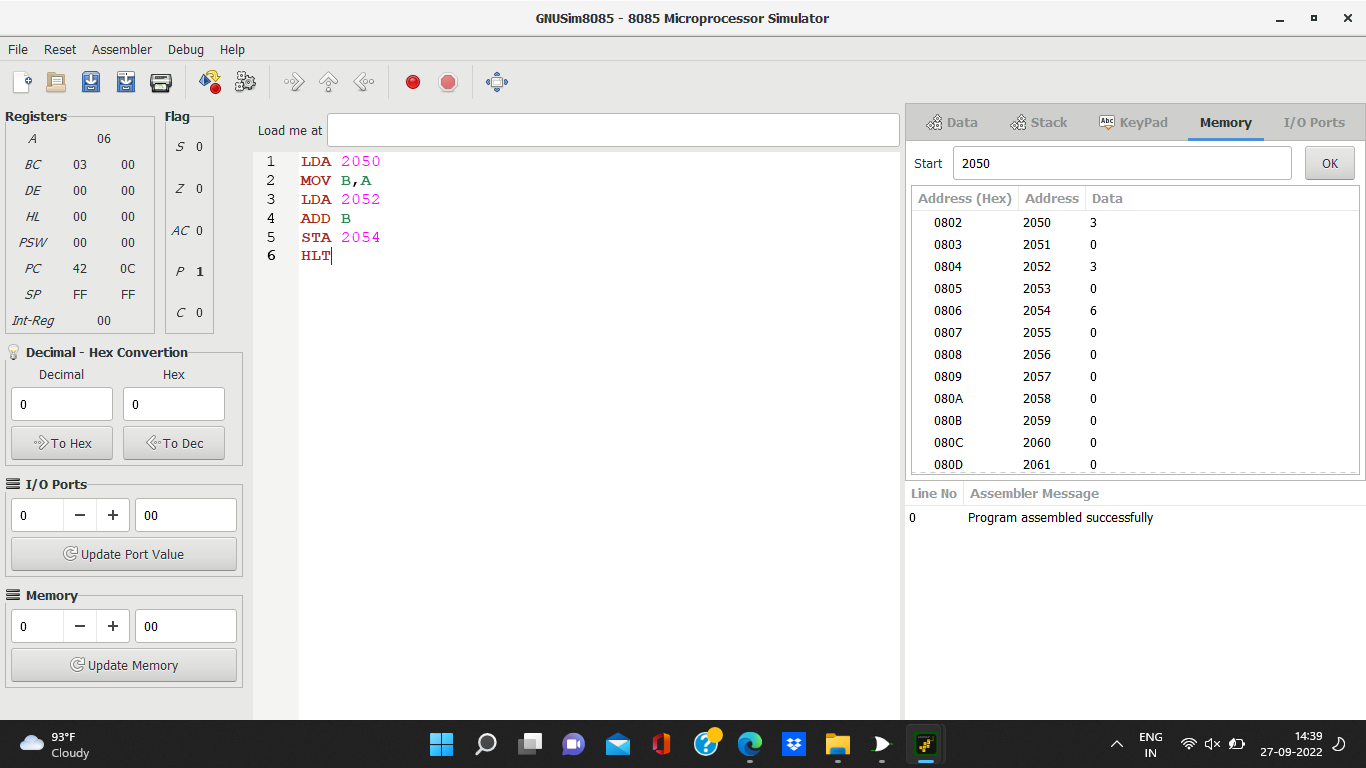 GNUSim8085 - 8085 Microprocessor Simulator
File Reset Assembler Debug Help
Registers
A 06
BC 03 00
DE 00 00
HL 00 00
PSW 00 00
PC 42 0C
SP FF FF
Int-Reg 00
Flag
S 0
Z 0
AC 0
P 1
C 0
Decimal - Hex Convertion
Decimal Hex
0 0
To Hex To Dec
I/O Ports
0 00
Update Port Value
Memory
0 00
Update Memory
Load me at
1 LDA 2050
2 MOV B,A
3 LDA 2052
4 ADD B
5 STA 2054
6 HLT
Data Stack Abc KeyPad Memory I/O Ports
Start 2050 OK
Address (Hex) Address Data
0802 2050 3
0803 2051 0
0804 2052 3
0805 2053 0
0806 2054 6
0807 2055 0
0808 2056 0
0809 2057 0
080A 2058 0
080B 2059 0
080C 2060 0
080D 2061 0
Line No Assembler Message
0 Program assembled successfully
93°F
Cloudy
ENG
IN
14:39
27-09-2022